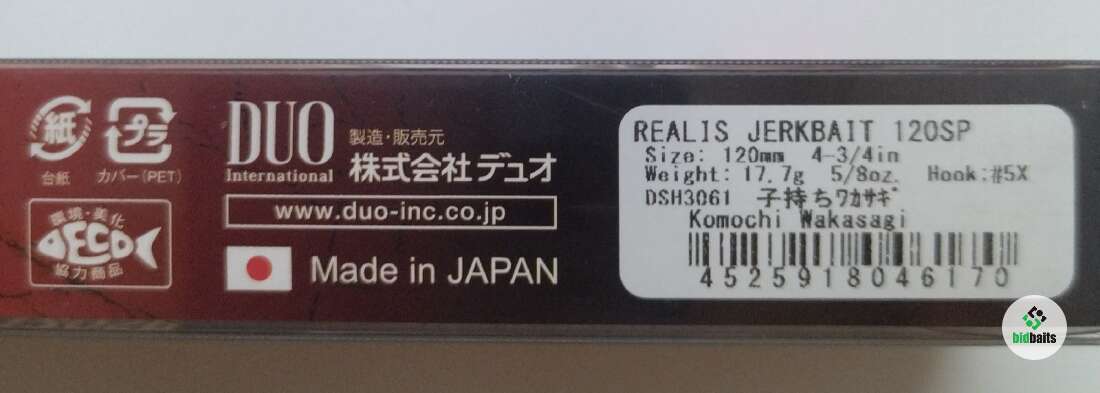 紙
台紙
プラ
カバー(PET)
環境・美化
ECO
協力商品
DUO
International
製造・販売元
株式会社デュオ
www.duo-inc.co.jp
Made in JAPAN
REALIS JERKBAIT 120SP
Size: 120mm 4-3/4in
Weight: 17.7g 5/8oz. Hook:#5X
DSH3061 子持ちﾜｶｻｷﾞ
Komochi Wakasagi
4525918046170
bidbaits